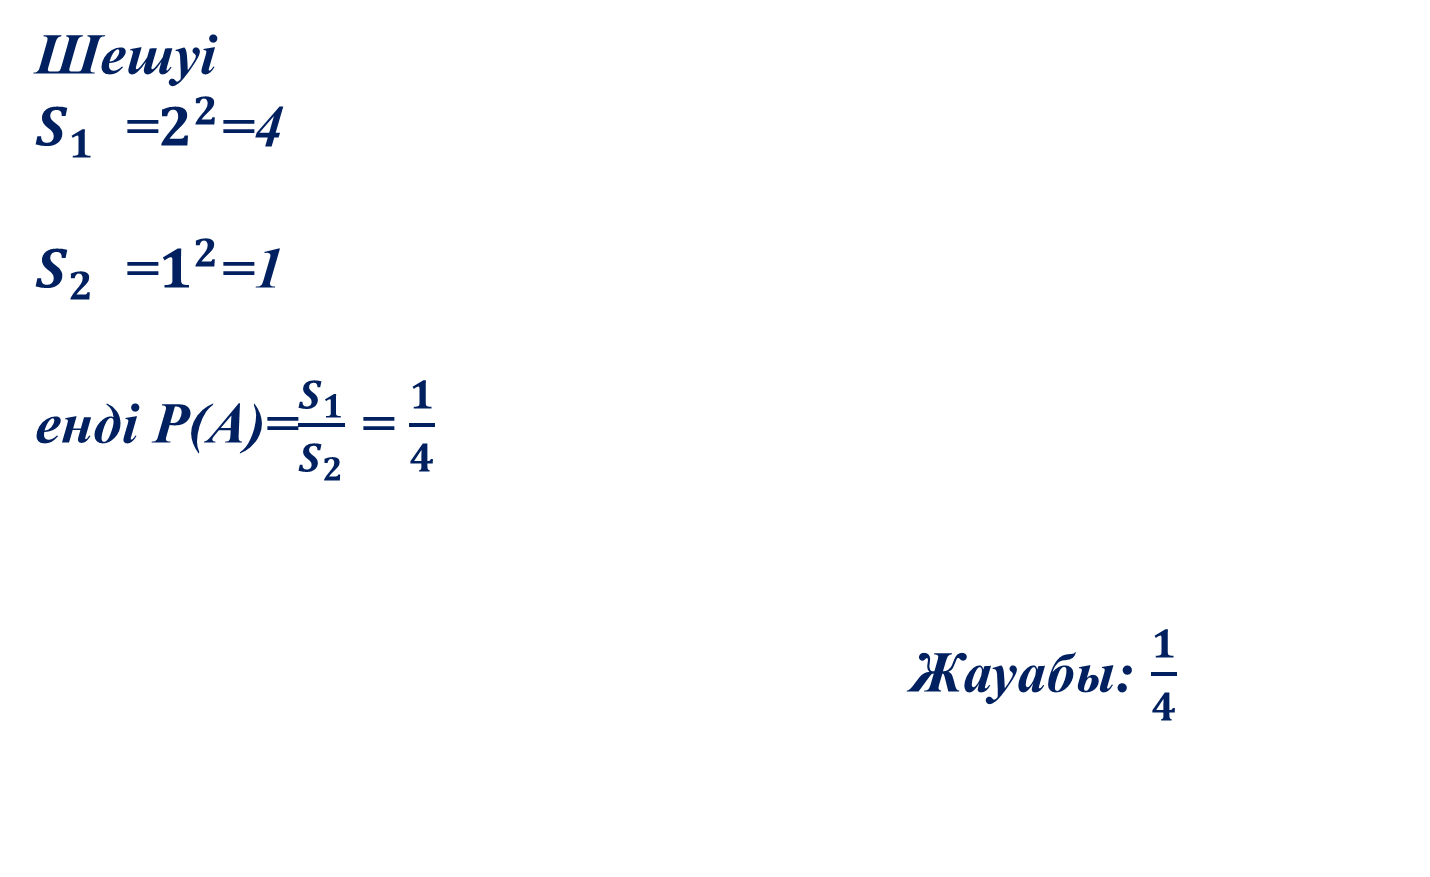 Шешуі
S₁ =2²=4
S₂ =1²=1
енді P(A)=S₁/S₂ = 1/4
Жауабы: 1/4